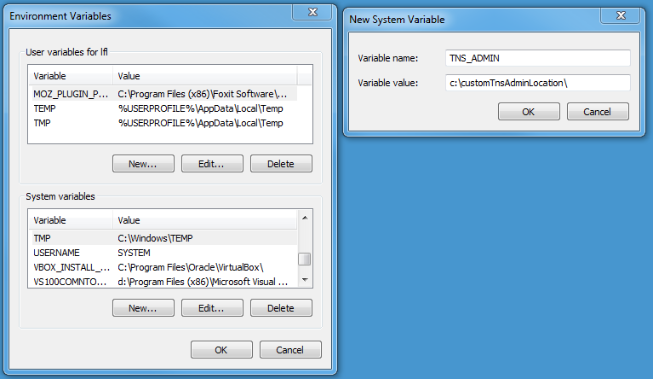 Environment Variables
User variables for lfl
Variable Value
MOZ_PLUGIN_P... C:\Program Files (x86)\Foxit Software\...
TEMP %USERPROFILE%\AppData\Local\Temp
TMP %USERPROFILE%\AppData\Local\Temp
New... Edit... Delete
System variables
Variable Value
TMP C:\Windows\TEMP
USERNAME SYSTEM
VBOX_INSTALL_... C:\Program Files\Oracle\VirtualBox\
VS100COMNTO... d:\Program Files (x86)\Microsoft Visual ...
New... Edit... Delete
OK Cancel
New System Variable
Variable name: TNS_ADMIN
Variable value: c:\customTnsAdminLocation\
OK Cancel